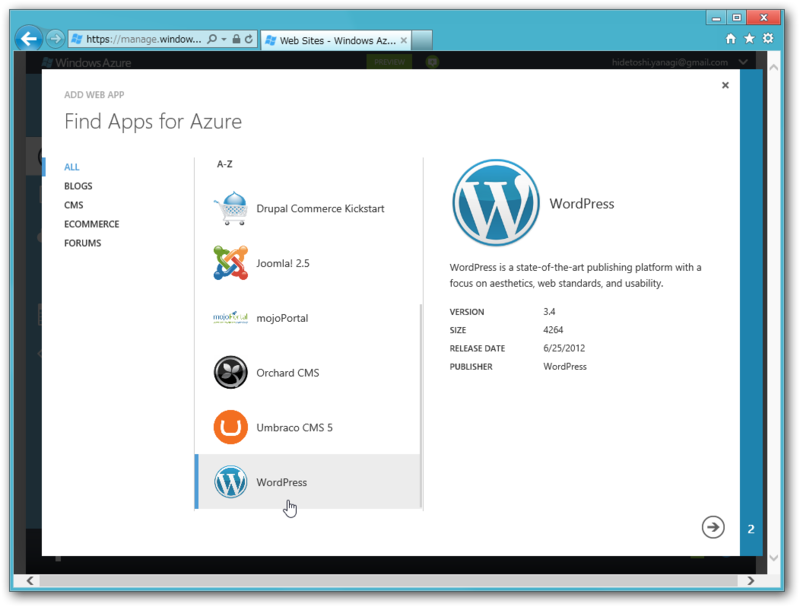 https://manage.window...
Web Sites - Windows Az...
Windows Azure
PREVIEW
hidetoshi.yanagi@gmail.com
ADD WEB APP
Find Apps for Azure
ALL
BLOGS
CMS
ECOMMERCE
FORUMS
A-Z
Drupal Commerce Kickstart
Joomla! 2.5
mojoPortal
mojoPortal
Orchard CMS
Umbraco CMS 5
WordPress
WordPress
WordPress is a state-of-the-art publishing platform with a
focus on aesthetics, web standards, and usability.
VERSION 3.4
SIZE 4264
RELEASE DATE 6/25/2012
PUBLISHER WordPress
2